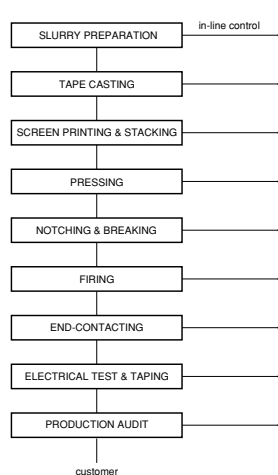 in-line control
SLURRY PREPARATION
TAPE CASTING
SCREEN PRINTING & STACKING
PRESSING
NOTCHING & BREAKING
FIRING
END-CONTACTING
ELECTRICAL TEST & TAPING
PRODUCTION AUDIT
customer